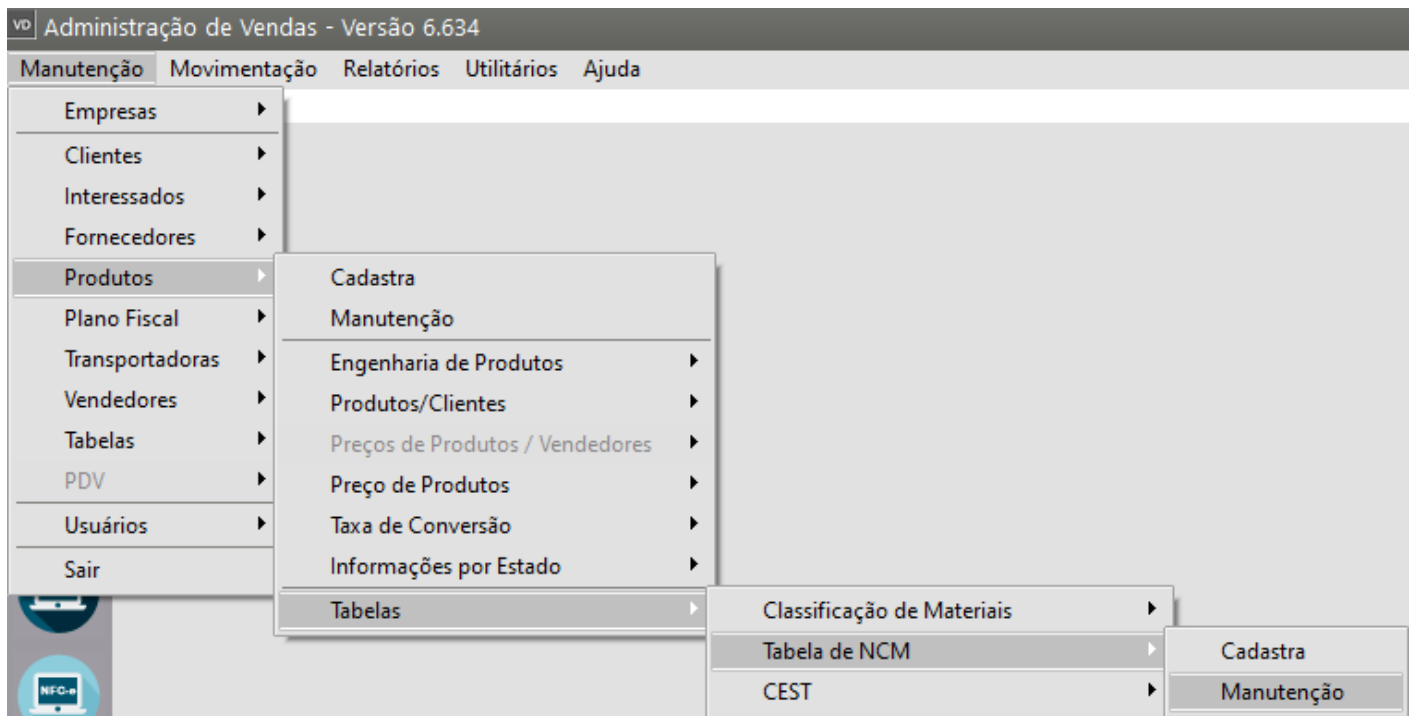 VD Administração de Vendas - Versão 6.634
Manutenção Movimentação Relatórios Utilitários Ajuda
Empresas
Clientes
Interessados
Fornecedores
Produtos
Plano Fiscal
Transportadoras
Vendedores
Tabelas
PDV
Usuários
Sair
Cadastra
Manutenção
Engenharia de Produtos
Produtos/Clientes
Preços de Produtos / Vendedores
Preço de Produtos
Taxa de Conversão
Informações por Estado
Tabelas
Classificação de Materiais
Tabela de NCM
CEST
Cadastra
Manutenção
NFC-e